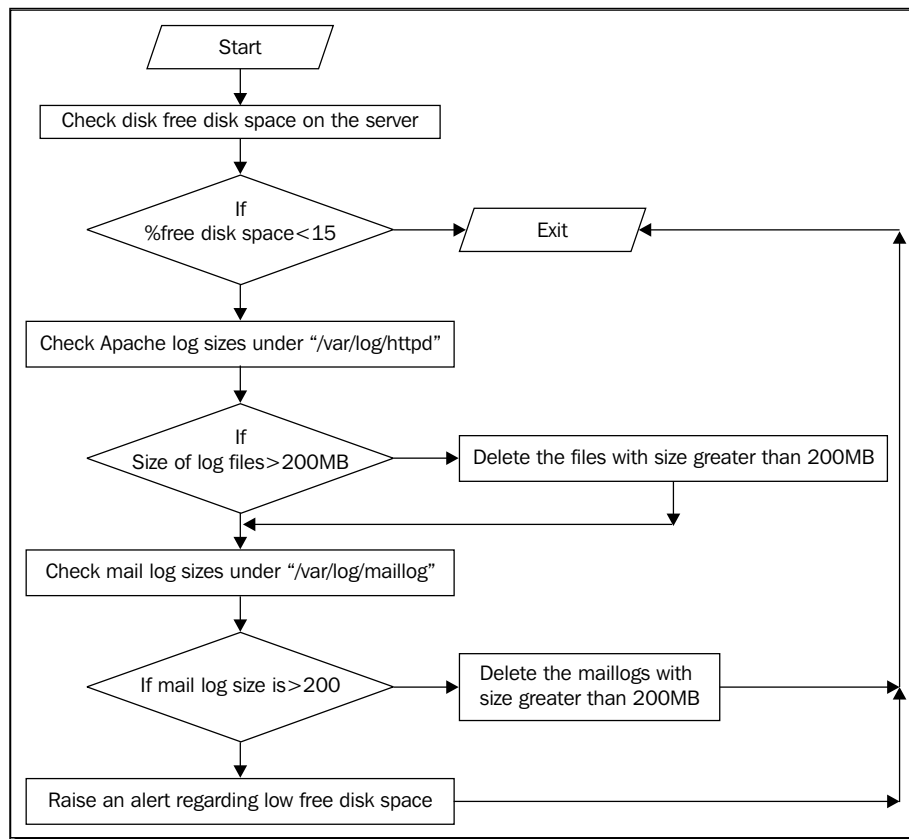 Start
Check disk free disk space on the server
If
%free disk space<15
Exit
Check Apache log sizes under “/var/log/httpd”
If
Size of log files>200MB
Delete the files with size greater than 200MB
Check mail log sizes under “/var/log/maillog”
If mail log size is>200
Delete the maillogs with
size greater than 200MB
Raise an alert regarding low free disk space